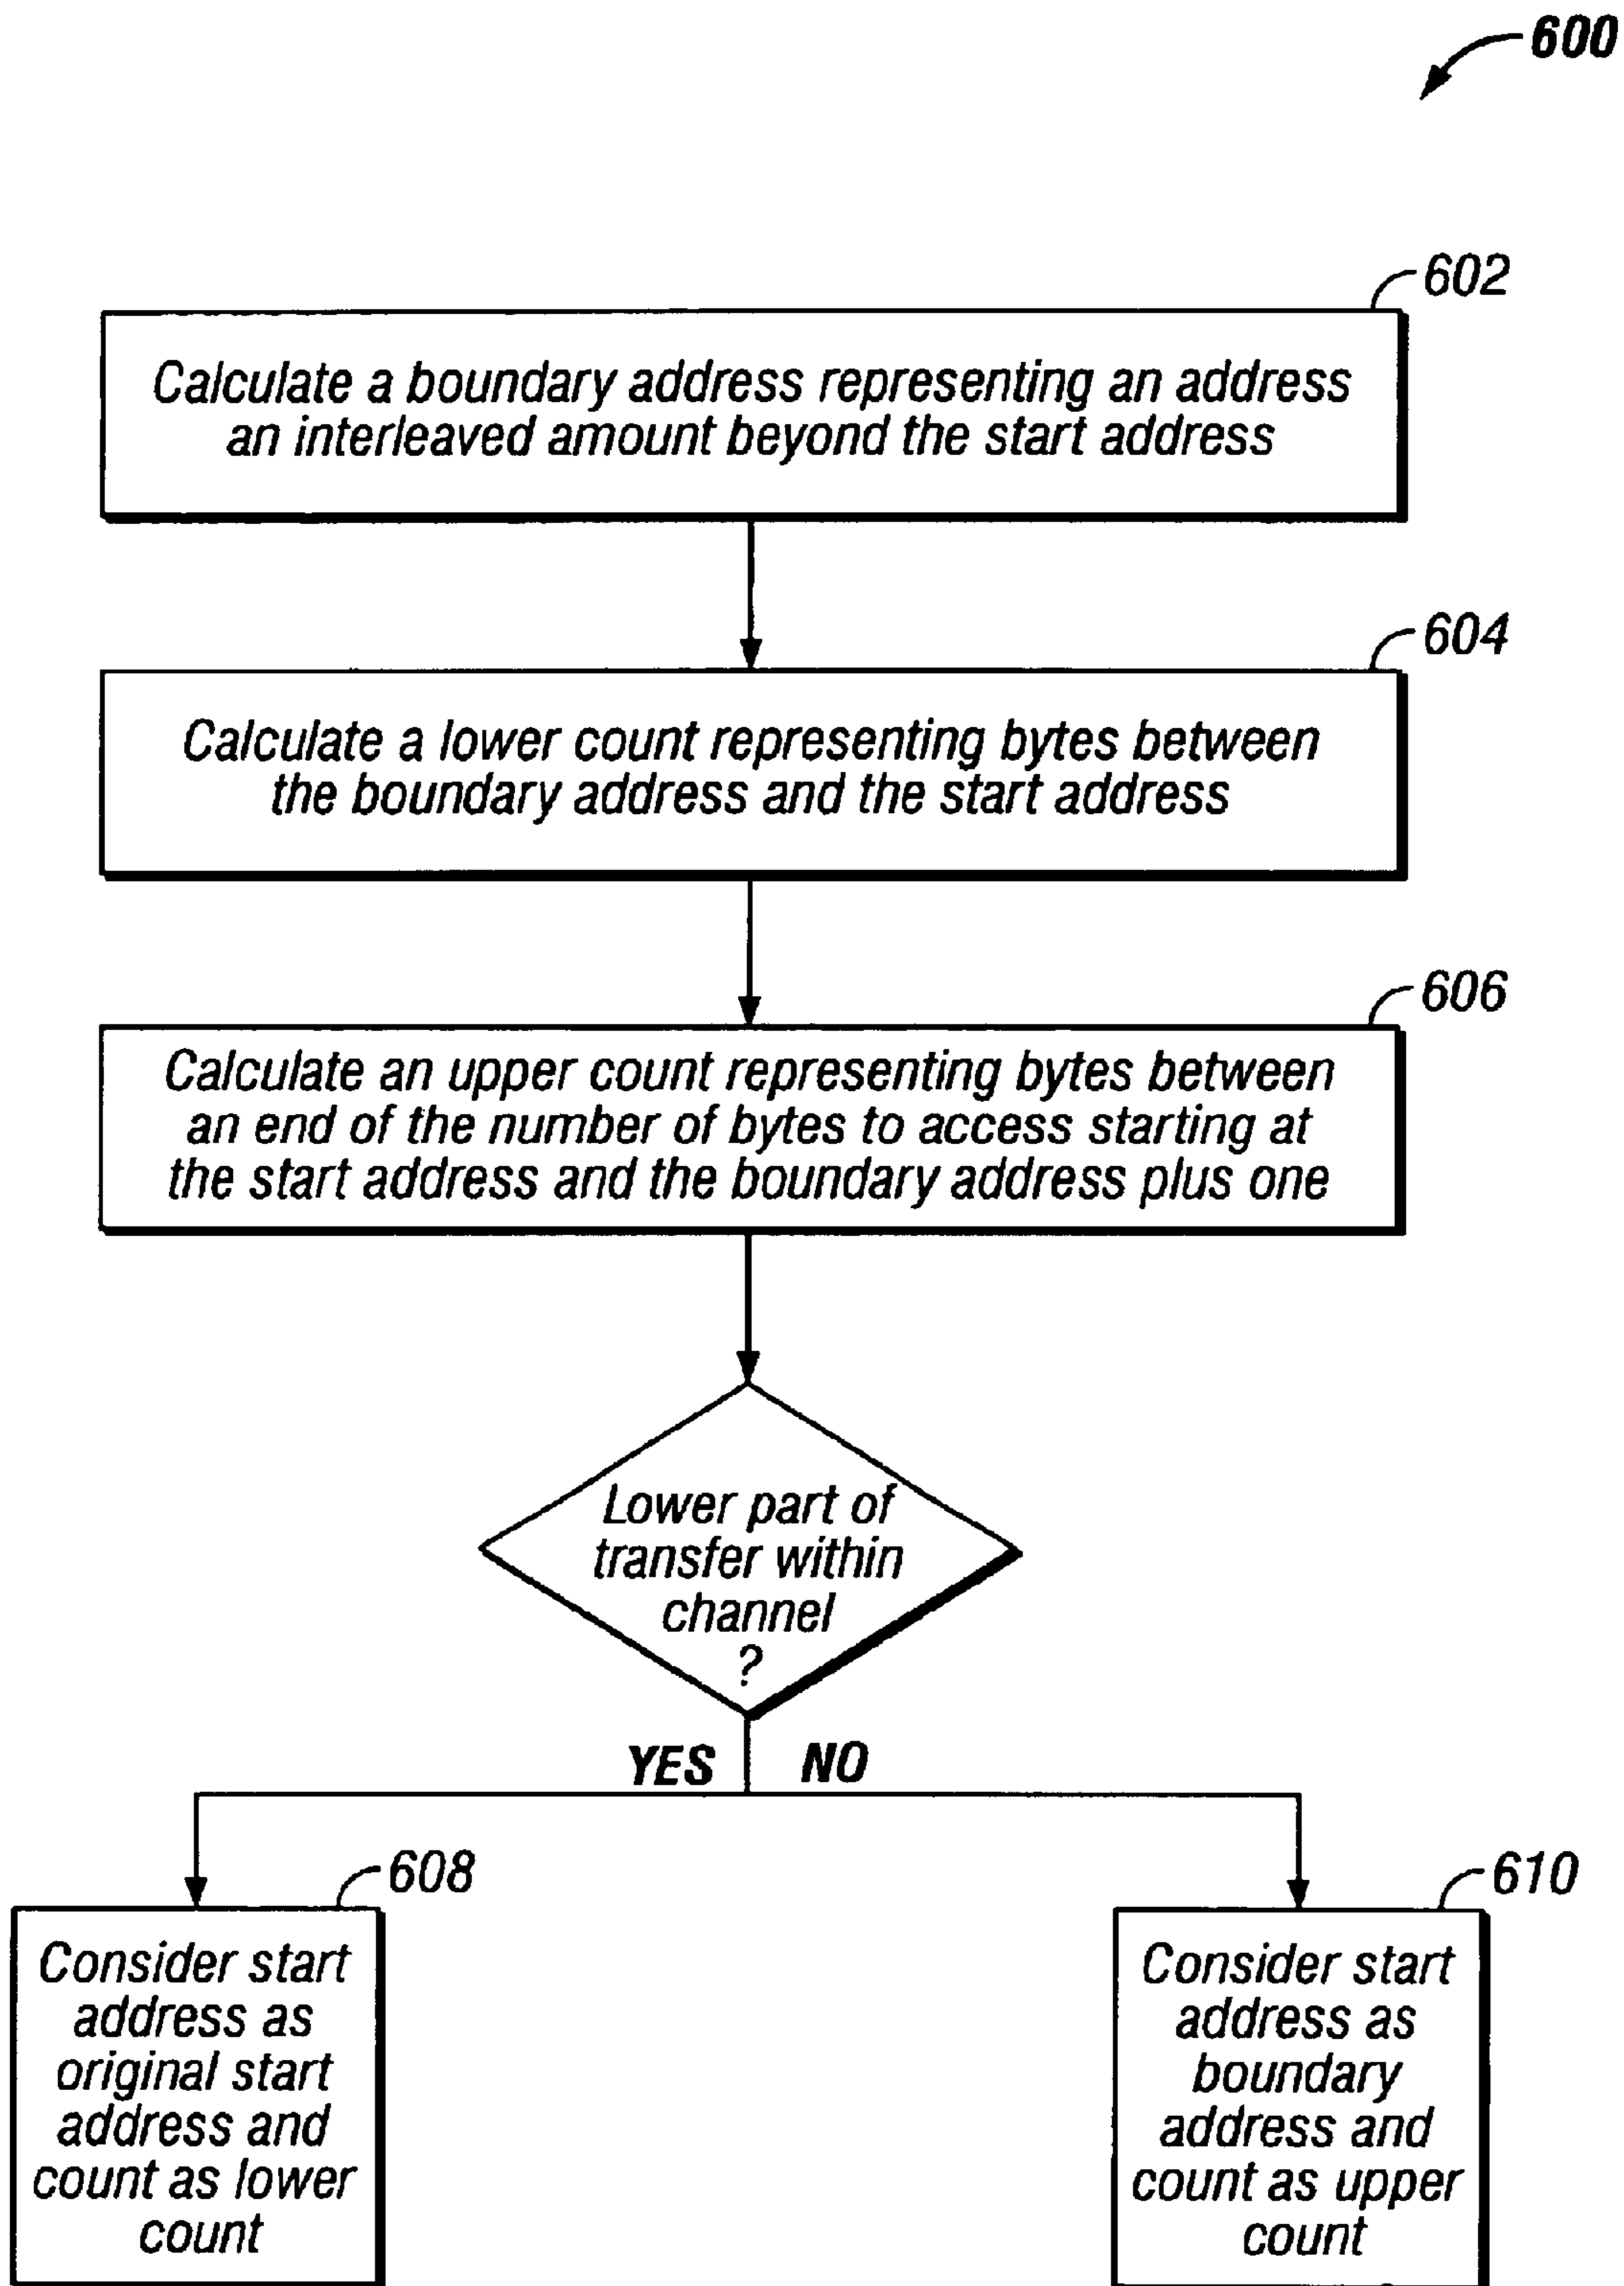 600
602
Calculate a boundary address representing an address
an interleaved amount beyond the start address
604
Calculate a lower count representing bytes between
the boundary address and the start address
606
Calculate an upper count representing bytes between
an end of the number of bytes to access starting at
the start address and the boundary address plus one
Lower part of
transfer within
channel
?
YES NO
608
Consider start
address as
original start
address and
count as lower
count
610
Consider start
address as
boundary
address and
count as upper
count